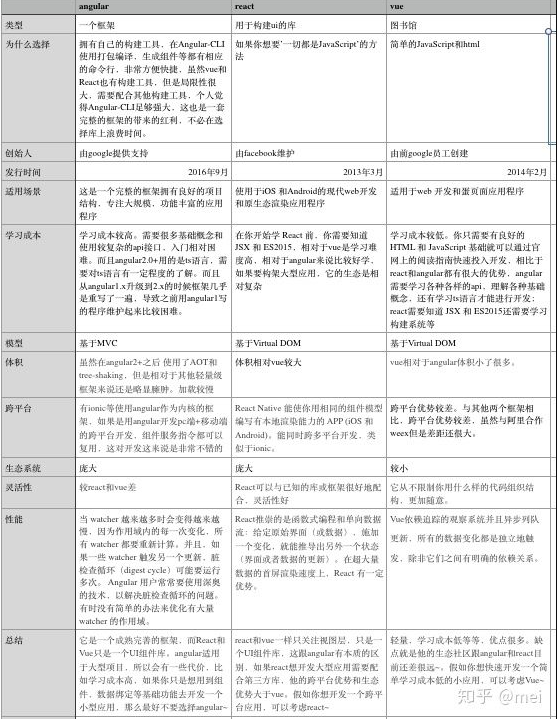 angular react vue
类型 一个框架 用于构建ui的库 图书馆
为什么选择
拥有自己的构建工具，在Angular-CLI
使用打包编译，生成组件等都有相应
的命令行，非常方便快捷，虽然vue和
React也有构建工具，但是局限性很
大，需要配合其他构建工具，个人觉
得Angular-CLI足够强大，这也是一套
完整的框架的带来的红利，不必在选
择库上浪费时间。
如果你想要'一切都是JavaScript'的方
法
简单的JavaScript和html
创始人 由google提供支持 由facebook维护 由前google员工创建
发行时间 2016年9月 2013年3月 2014年2月
适用场景
这是一个完整的框架拥有良好的项目
结构，专注大规模、功能丰富的应用
程序
使用于iOS 和Android的现代web开发
和原生态渲染应用程序
适用于web 开发和蛋页面应用程序
学习成本
学习成本较高。需要很多基础概念和
使用较复杂的api接口，入门相对困
难。而且angular2.0+用的是ts语言，需
要对ts语言有一定程度的了解。而且
从angular1.x升级到2.x的时候框架几乎
是重写了一遍，导致之前用angular1写
的程序维护起来比较困难。
在你开始学 React 前，你需要知道
JSX 和 ES2015，相对于vue是学习难
度高，相对于angular来说比较好学，
如果要构架大型应用，它的生态是相
对复杂
学习成本较低。你只需要有良好的
HTML 和 JavaScript 基础就可以通过官
网上的阅读指南快速投入开发，相比于
react和angular都有很大的优势，angular
需要学习各种各样的api，理解各种基础
概念，还有学习ts语言才能进行开发；
react需要知道 JSX 和 ES2015还需要学习
构建系统等
模型 基于MVC 基于Virtual DOM 基于Virtual DOM
体积
虽然在angular2+之后 使用了AOT和
tree-shaking，但是相对于其他轻量级
框架来说还是略显臃肿。加载较慢
体积相对vue较大
vue相对于angular体积小了很多。
跨平台
有ionic等使用angular作为内核的框
架，如果是用angular开发pc端+移动端
的跨平台开发，组件服务指令都可以
复用，这对开发这来说是非常不错的
React Native 能使你用相同的组件模型
编写有本地渲染能力的 APP (iOS 和
Android)。能同时跨多平台开发，类
似于ionic。
跨平台优势较差。与其他两个框架相
比，跨平台优势较差，虽然与阿里合作
weex但是差距还很大。
生态系统 庞大 庞大 较小
灵活性
较react和vue差
React可以与已知的库或框架很好地配
合，灵活性好
它从不限制你用什么样的代码组织结
构，更加随意。
性能
当 watcher 越来越多时会变得越来越
慢，因为作用域内的每一次变化，所
有 watcher 都要重新计算。并且，如
果一些 watcher 触发另一个更新，脏
检查循环（digest cycle）可能要运行
多次。 Angular 用户常常要使用深奥
的技术，以解决脏检查循环的问题。
有时没有简单的办法来优化有大量
watcher 的作用域。
React推崇的是函数式编程和单向数据
流：给定原始界面（或数据），施加
一个变化，就能推导出另外一个状态
（界面或者数据的更新）。在超大量
数据的首屏渲染速度上，React 有一定
优势。
Vue依赖追踪的观察系统并且异步列队
更新，所有的数据变化都是独立地触
发，除非它们之间有明确的依赖关系。
总结
它是一个成熟完善的框架，而React和
Vue只是一个UI组件库。angular适用
于大型项目，所以会有一些代价，比
如学习成本高，如果你只是想用到组
件，数据绑定等基础功能去开发一个
小型应用，那么最好不要选择angular~
react和vue一样只关注视图层，只是一
个UI组件库，这跟angular有本质的区
别，如果react想开发大型应用需要配
合第三方库，他的跨平台优势和生态
优势大于vue。假如你想开发一个跨平
台应用，可以考虑react~
轻量，学习成本低等等，优点很多。缺
点就是他的生态社区跟angular和react目
前还差很远~，假如你想快速开发一个简
单学习成本低的小应用，可以考虑Vue~
知乎 @mei